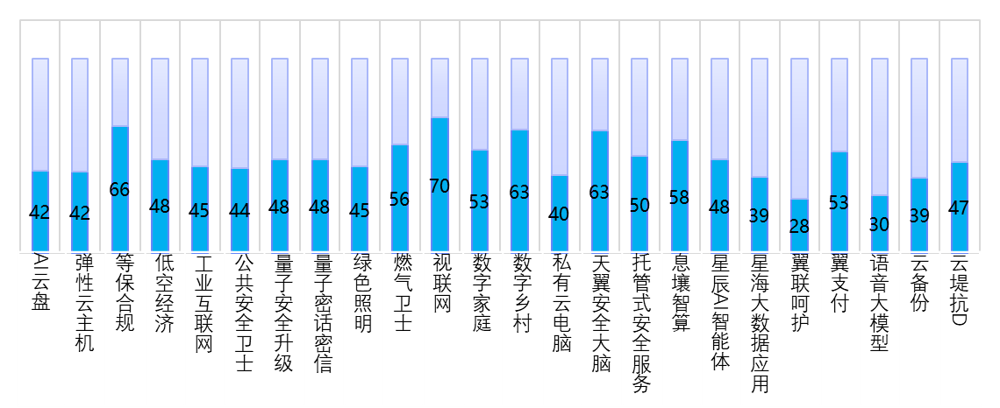 42
42
66
48
45
44
48
48
45
56
70
53
63
40
63
50
58
48
39
28
53
30
39
47
AI云盘
弹性云主机
等保合规
低空经济
工业互联网
公共安全卫士
量子安全升级
量子密话密信
绿色照明
燃气卫士
视联网
数字家庭
数字乡村
私有云电脑
天翼安全大脑
托管式安全服务
息壤智算
星辰AI智能体
星海大数据应用
翼联呵护
翼支付
语音大模型
云备份
云堤抗D